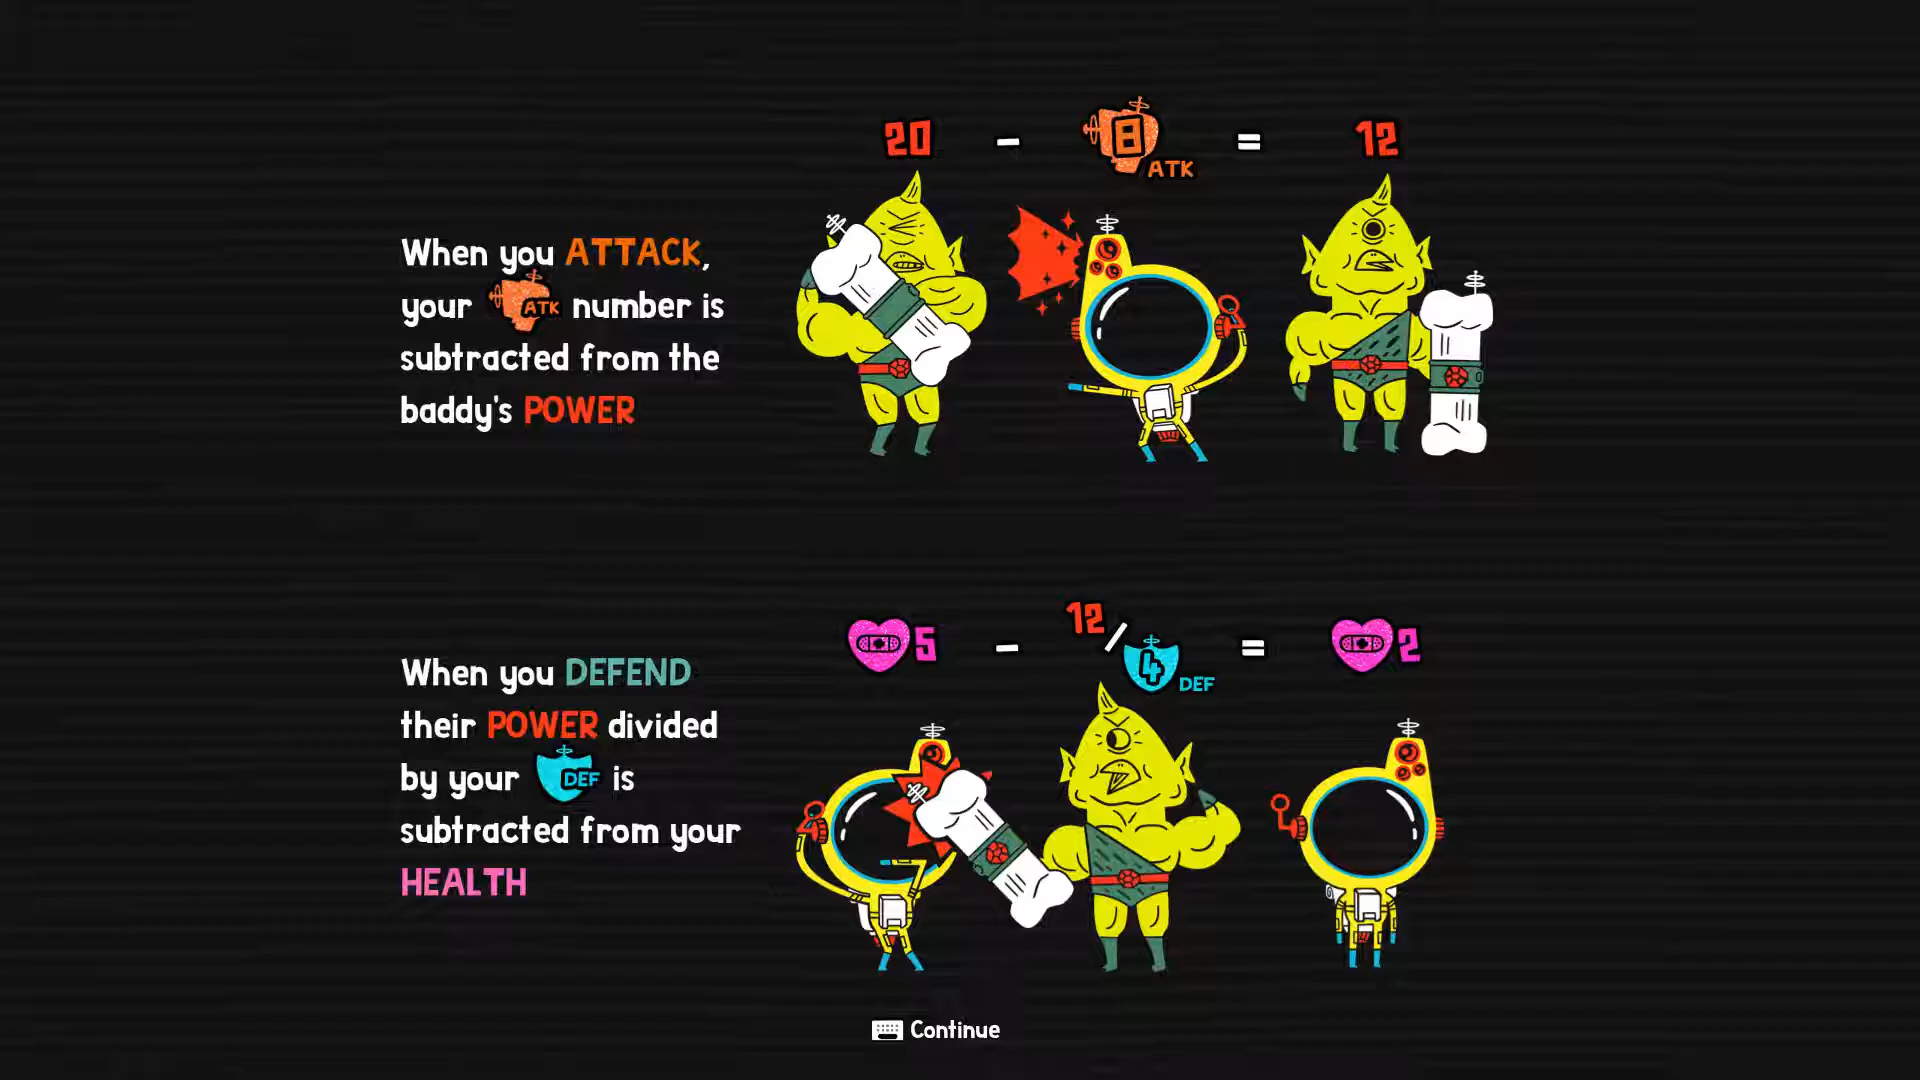 20 - 8 ATK = 12
When you ATTACK,
your ATK number is
subtracted from the
baddy's POWER
5 - 12 / 4 DEF = 2
When you DEFEND
their POWER divided
by your DEF is
subtracted from your
HEALTH
Continue